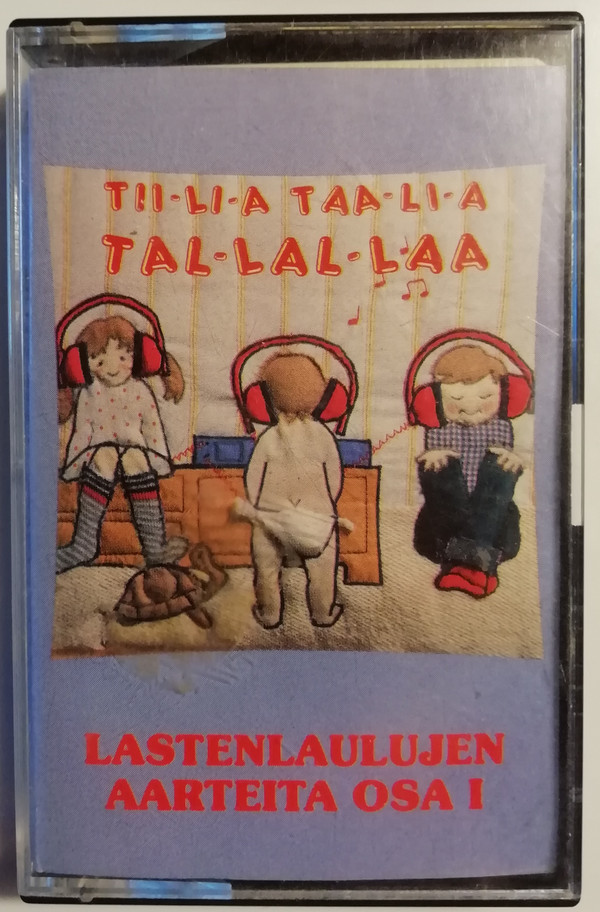 TII-LI-A TAA-LI-A
TAL-LAL-LAA
LASTENLAULUJEN
AARTEITA OSA I